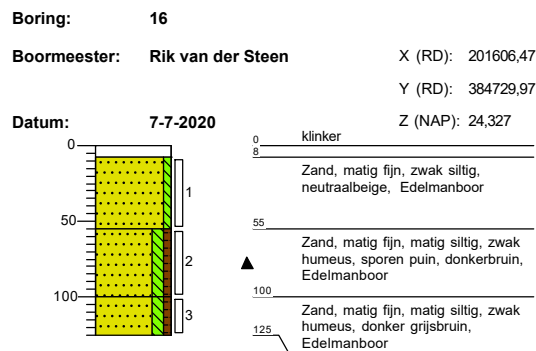 Boring: 16
Boormeester: Rik van der Steen X (RD): 201606,47
Y (RD): 384729,97
Datum: 7-7-2020 Z (NAP): 24,327
0 0 klinker
8
Zand, matig fijn, zwak siltig,
neutraalbeige, Edelmanboor
1
50 55
Zand, matig fijn, matig siltig, zwak
humeus, sporen puin, donkerbruin,
Edelmanboor
2
100 100
Zand, matig fijn, matig siltig, zwak
humeus, donker grijsbruin,
Edelmanboor
3
125